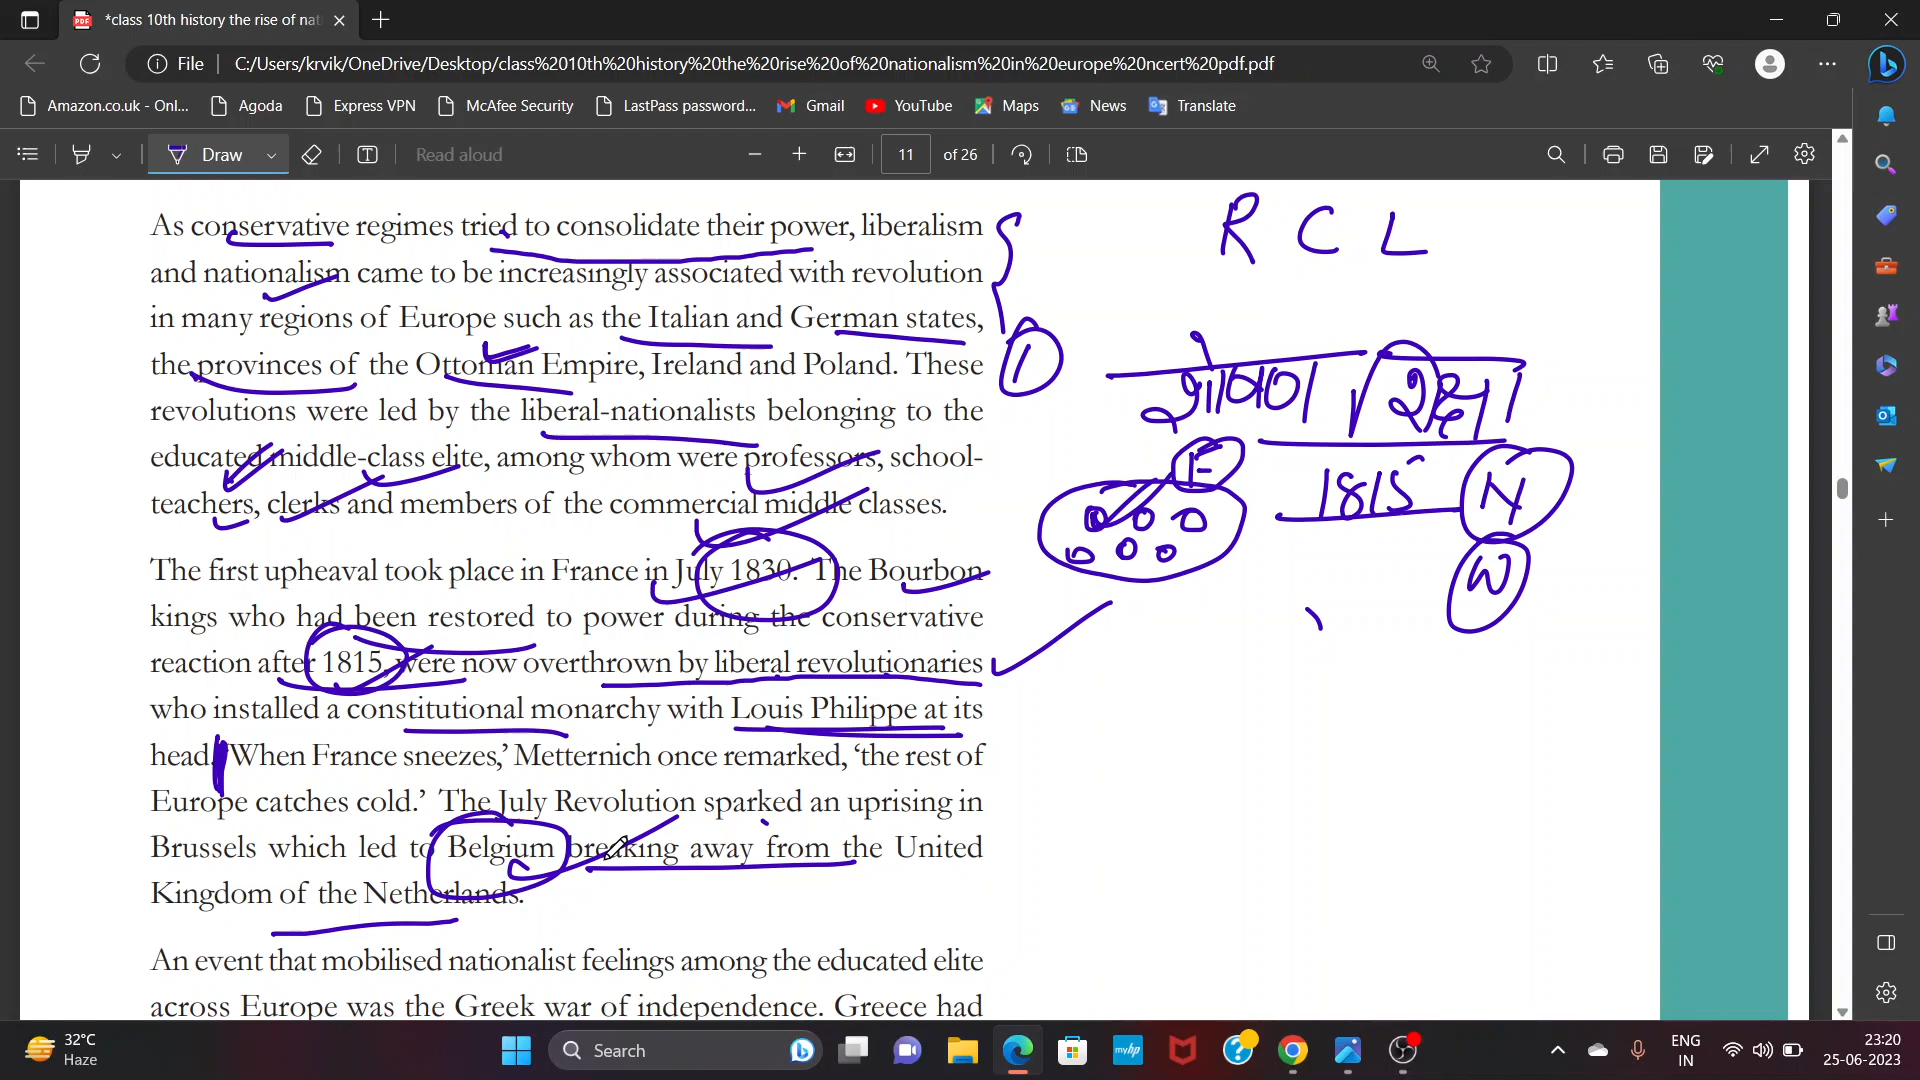 *class 10th history the rise of nat
File
C:/Users/krvik/OneDrive/Desktop/class%2010th%20history%20the%20rise%20of%20nationalism%20in%20europe%20ncert%20pdf.pdf
Amazon.co.uk - Onl... Agoda Express VPN McAfee Security LastPass password... Gmail YouTube Maps News Translate
Draw Read aloud 11 of 26
As conservative regimes tried to consolidate their power, liberalism
and nationalism came to be increasingly associated with revolution
in many regions of Europe such as the Italian and German states,
the provinces of the Ottoman Empire, Ireland and Poland. These
revolutions were led by the liberal-nationalists belonging to the
educated middle-class elite, among whom were professors, school-
teachers, clerks and members of the commercial middle classes.
The first upheaval took place in France in July 1830. The Bourbon
kings who had been restored to power during the conservative
reaction after 1815, were now overthrown by liberal revolutionaries
who installed a constitutional monarchy with Louis Philippe at its
head. ‘When France sneezes,’ Metternich once remarked, ‘the rest of
Europe catches cold.’ The July Revolution sparked an uprising in
Brussels which led to Belgium breaking away from the United
Kingdom of the Netherlands.
An event that mobilised nationalist feelings among the educated elite
across Europe was the Greek war of independence. Greece had
R C L
1
F
1815 N
W
32°C
Haze
Search
myhp
ENG
IN
23:20
25-06-2023